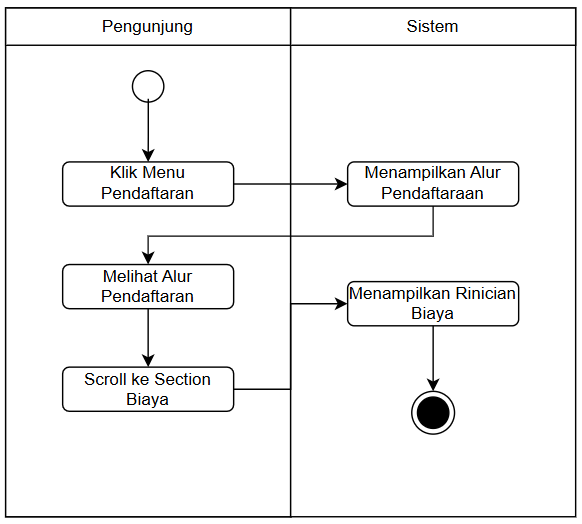 Pengunjung
Sistem
Klik Menu
Pendaftaran
Menampilkan Alur
Pendaftaraan
Melihat Alur
Pendaftaran
Menampilkan Rinician
Biaya
Scroll ke Section
Biaya